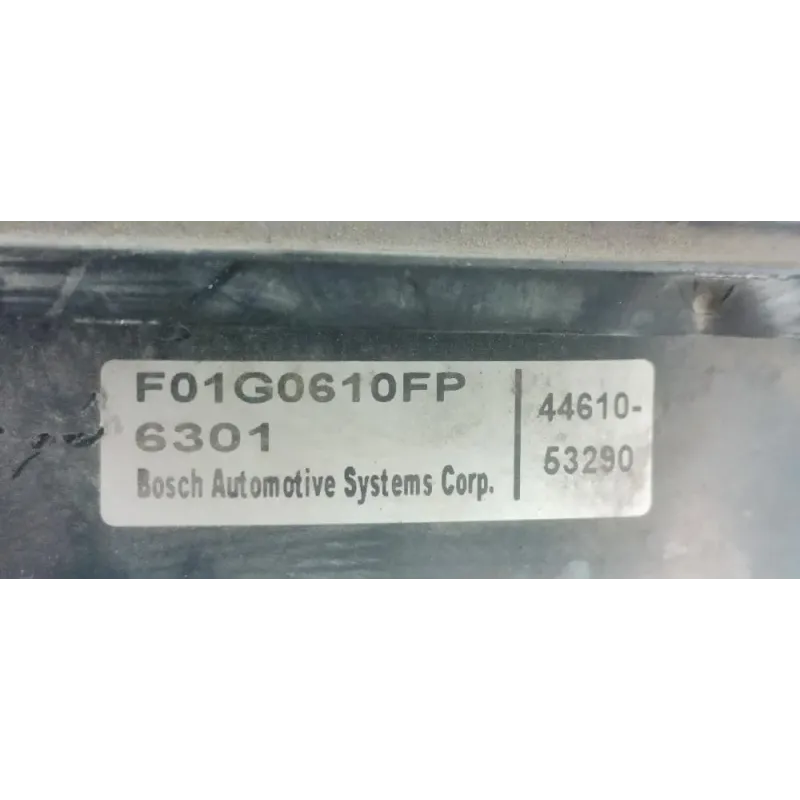 F01G0610FP
6301
Bosch Automotive Systems Corp.
44610-
53290